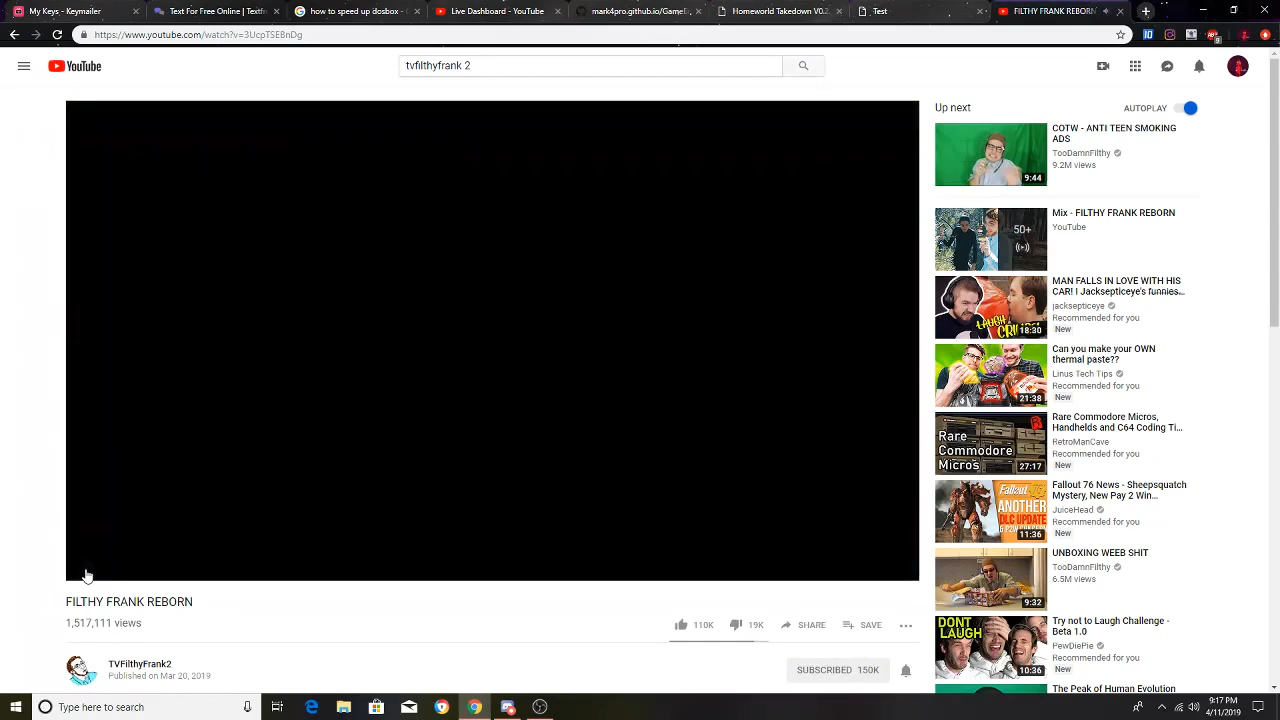 My Keys - Keymailer
Text For Free Online | Textf
how to speed up dosbox -
Live Dashboard - YouTube
mark4pro.github.io/GameE
Homeworld Takedown V0.2
Test
FILTHY FRANK REBORN
https://www.youtube.com/watch?v=3UcpTSEBnDg
YouTube
tvfilthyfrank 2
Up next
AUTOPLAY
COTW - ANTI TEEN SMOKING
ADS
TooDamnFilthy
9.2M views
9:44
Mix - FILTHY FRANK REBORN
YouTube
50+
MAN FALLS IN LOVE WITH HIS
CAR! | Jacksepticeye's funnies...
jacksepticeye
Recommended for you
New
18:30
Can you make your OWN
thermal paste??
Linus Tech Tips
Recommended for you
New
21:38
Rare Commodore Micros,
Handhelds and C64 Coding Ti...
RetroManCave
Recommended for you
New
Rare
Commodore
Micros
27:17
Fallout 76 News - Sheepsquatch
Mystery, New Pay 2 Win...
JuiceHead
Recommended for you
New
Fallout
ANOTHER
DLC UPDATE
11:36
UNBOXING WEEB SHIT
TooDamnFilthy
6.5M views
9:32
Try not to Laugh Challenge -
Beta 1.0
PewDiePie
Recommended for you
New
DONT
LAUGH
10:36
The Peak of Human Evolution
FILTHY FRANK REBORN
1,517,111 views
110K
19K
SHARE
SAVE
TVFilthyFrank2
Published on Mar 20, 2019
SUBSCRIBED 150K
Type here to search
9:17 PM
4/11/2019